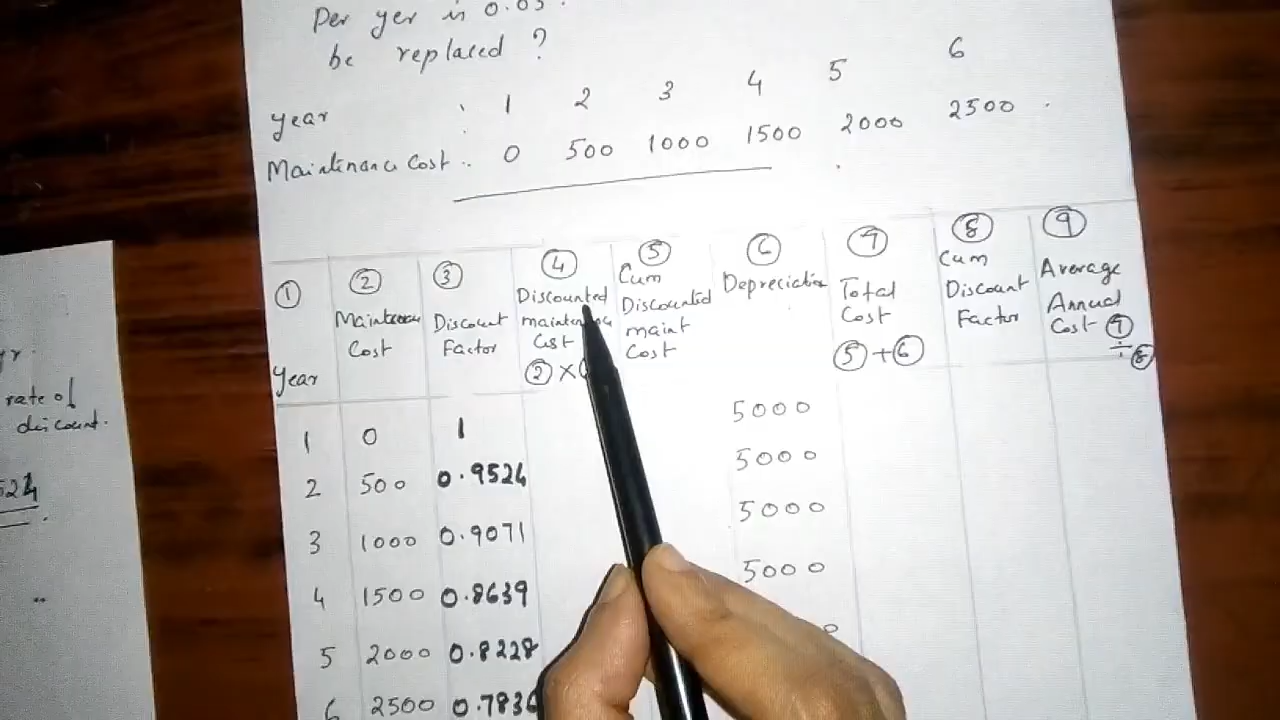 Per yer is 0.05.
be replaced ?
year : 1 2 3 4 5 6
Maintenance Cost : 0 500 1000 1500 2000 2500
① ② ③ ④ ⑤ ⑥ ⑦ ⑧ ⑨
Year
Maintenance
Cost
Discount
Factor
Discounted
maintenance
Cost
② ×
Cum
Discounted
maint
Cost
Depreciation
Total
Cost
⑤ + ⑥
Cum
Discount
Factor
Average
Annual
Cost ⑦
÷ ⑧
1 0 1 5000
2 500 0.9524 5000
3 1000 0.9071 5000
4 1500 0.8639 5000
5 2000 0.8228
6 2500 0.7836
rate of
discount.